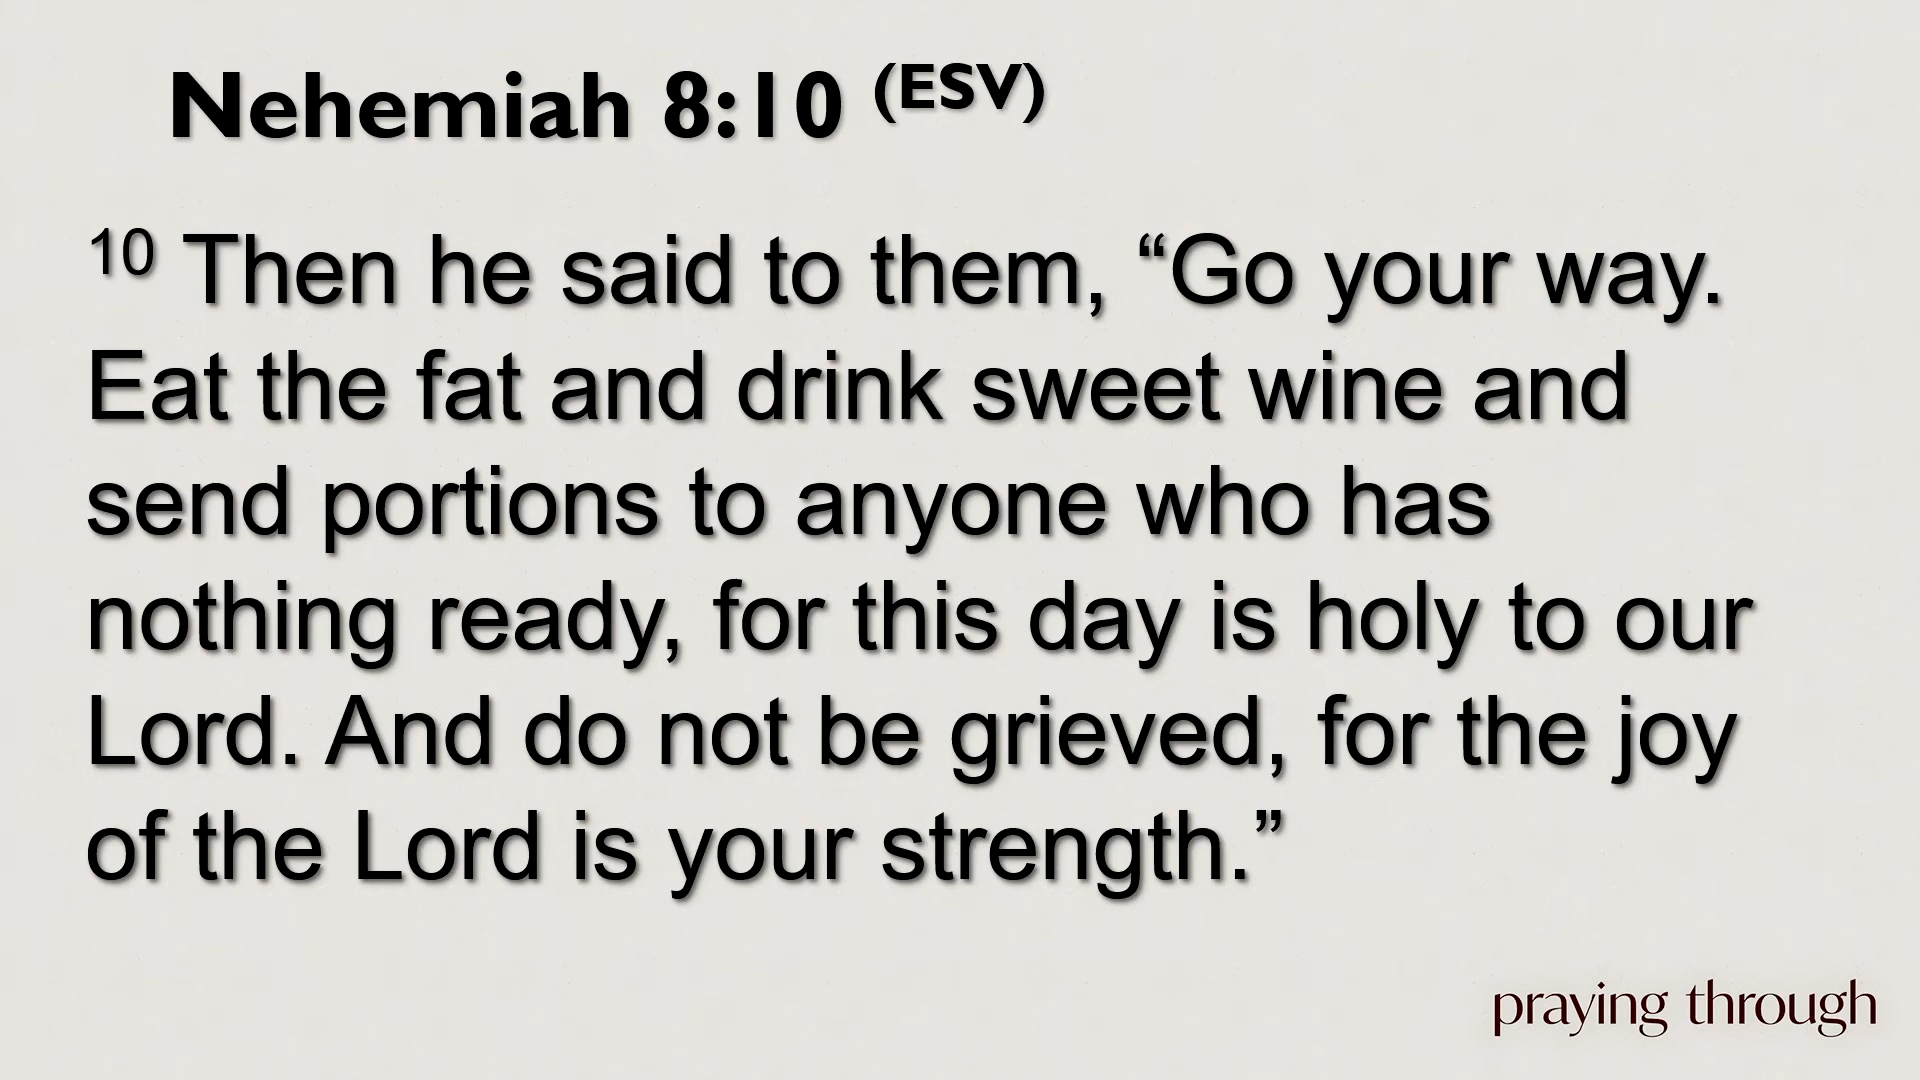 Nehemiah 8:10 (ESV)
10 Then he said to them, “Go your way.
Eat the fat and drink sweet wine and
send portions to anyone who has
nothing ready, for this day is holy to our
Lord. And do not be grieved, for the joy
of the Lord is your strength.”
praying through